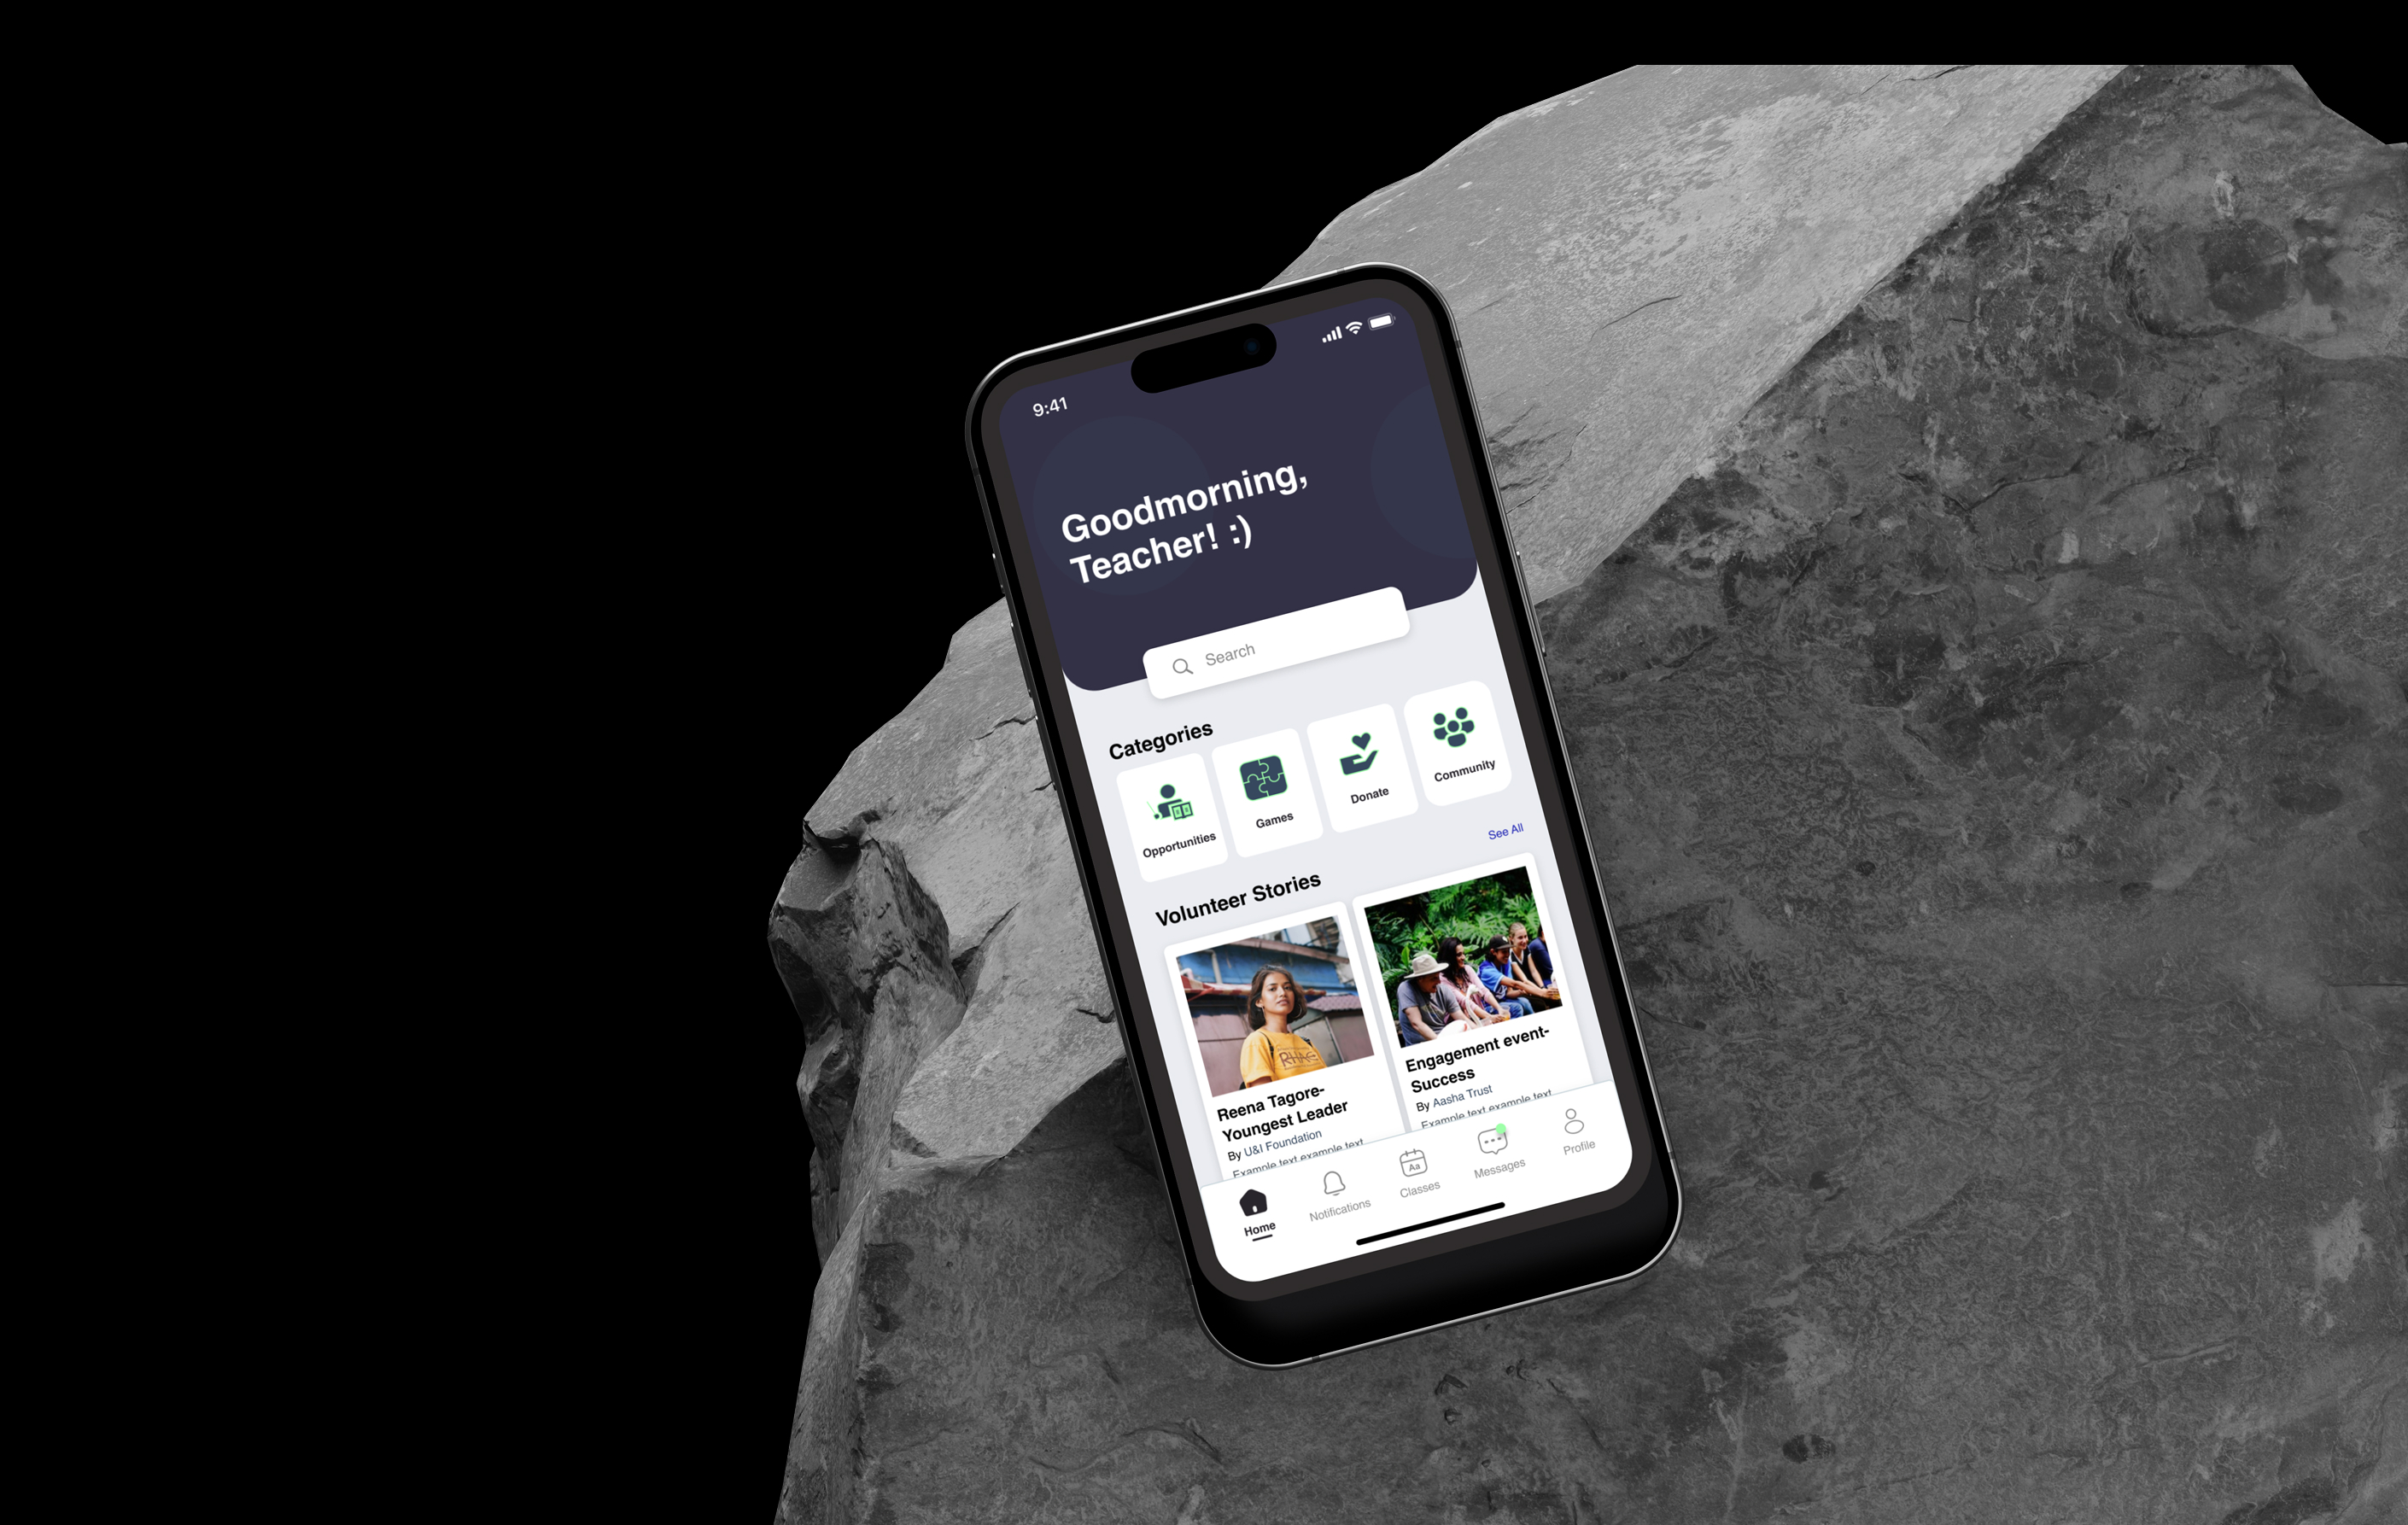 9:41
Goodmorning,
Teacher! :)
Search
Categories
Opportunities
Games
Donate
Community
Volunteer Stories
See All
RHAE
Reena Tagore-
Youngest Leader
By U&I Foundation
Example text example text
Engagement event-
Success
By Aasha Trust
Example text example text
Home
Notifications
Aa
Classes
Messages
Profile